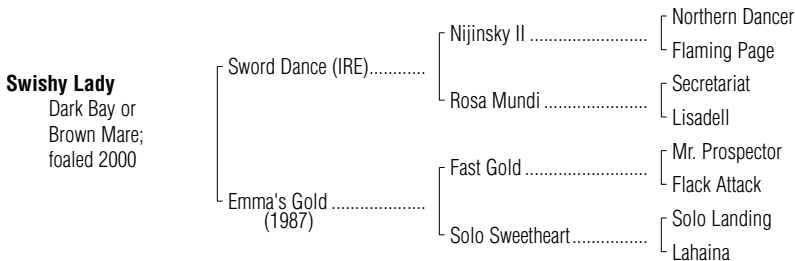 Northern Dancer
Nijinsky II ..................
Flaming Page
Sword Dance (IRE)............
Secretariat
Rosa Mundi ................
Lisadell
Swishy Lady
Dark Bay or
Brown Mare;
foaled 2000
Mr. Prospector
Fast Gold ...................
Flack Attack
Emma's Gold ..................
(1987)
Solo Landing
Solo Sweetheart.............
Lahaina